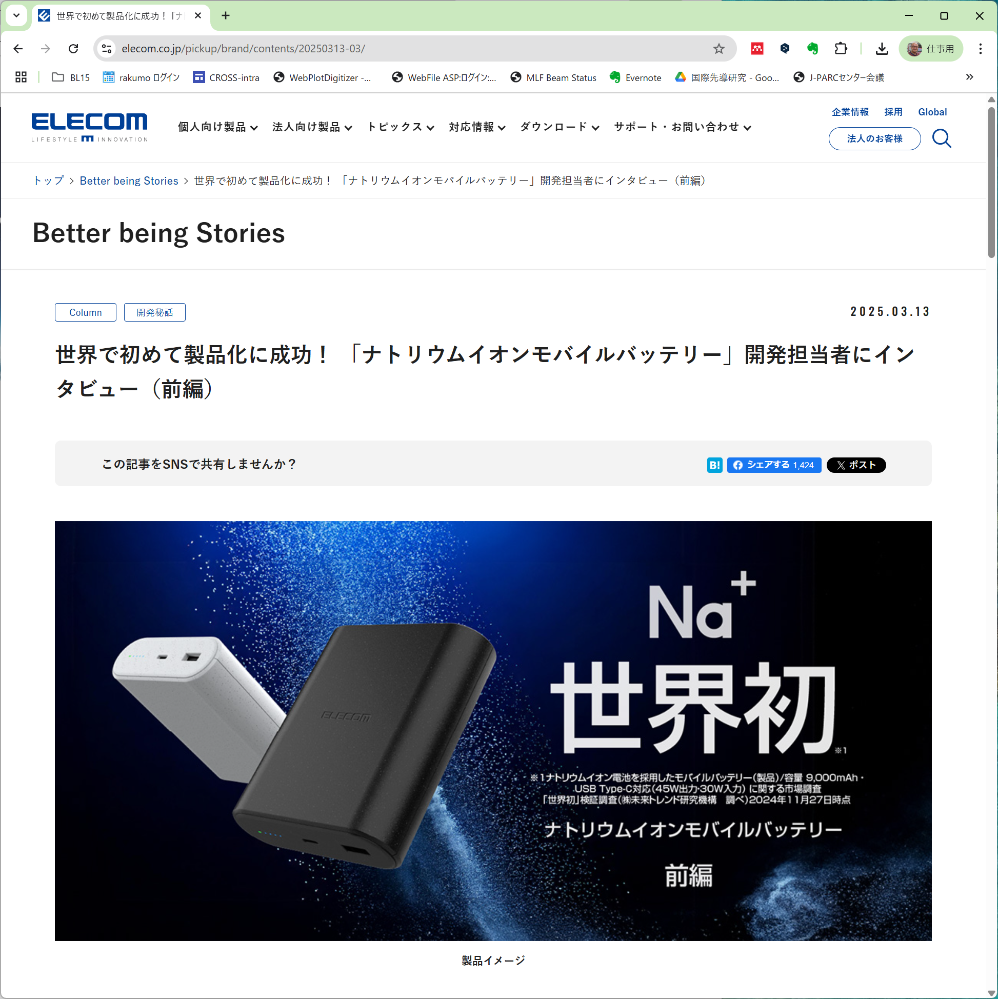 世界で初めて製品化に成功！「ナ
elecom.co.jp/pickup/brand/contents/20250313-03/
仕事用
BL15
rakumo ログイン
CROSS-intra
WebPlotDigitizer -...
WebFile ASP:ログイン:...
MLF Beam Status
Evernote
国際先導研究 - Goo...
J-PARCセンター会議
ELECOM
LIFESTYLE INNOVATION
個人向け製品
法人向け製品
トピックス
対応情報
ダウンロード
サポート・お問い合わせ
企業情報
採用
Global
法人のお客様
トップ > Better being Stories > 世界で初めて製品化に成功！ 「ナトリウムイオンモバイルバッテリー」開発担当者にインタビュー（前編）
Better being Stories
Column
開発秘話
2025.03.13
世界で初めて製品化に成功！ 「ナトリウムイオンモバイルバッテリー」開発担当者にイン
タビュー（前編）
この記事をSNSで共有しませんか？
B!
シェアする 1,424
X ポスト
Na+
世界初※1
※1ナトリウムイオン電池を採用したモバイルバッテリー(製品)/容量 9,000mAh・
USB Type-C対応(45W出力・30W入力) に関する市場調査
「世界初」検証調査(㈱未来トレンド研究機構　調べ)2024年11月27日時点
ナトリウムイオンモバイルバッテリー
前編
ELECOM
製品イメージ